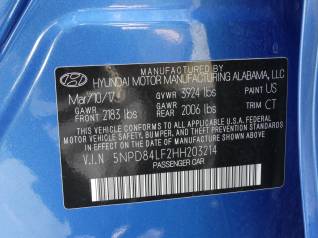 MANUFACTURED BY
HYUNDAI MOTOR MANUFACTURING ALABAMA, LLC
Mar/10/17 GVWR 3924 lbs PAINT US
GAWR FRONT 2183 lbs GAWR REAR 2006 lbs TRIM CT
THIS VEHICLE CONFORMS TO ALL APPLICABLE FEDERAL
MOTOR VEHICLE SAFETY, BUMPER, AND THEFT PREVENTION
STANDARDS IN EFFECT ON THE DATE OF MANUFACTURE SHOWN ABOVE.
V.I.N 5NPD84LF2HH203214
PASSENGER CAR